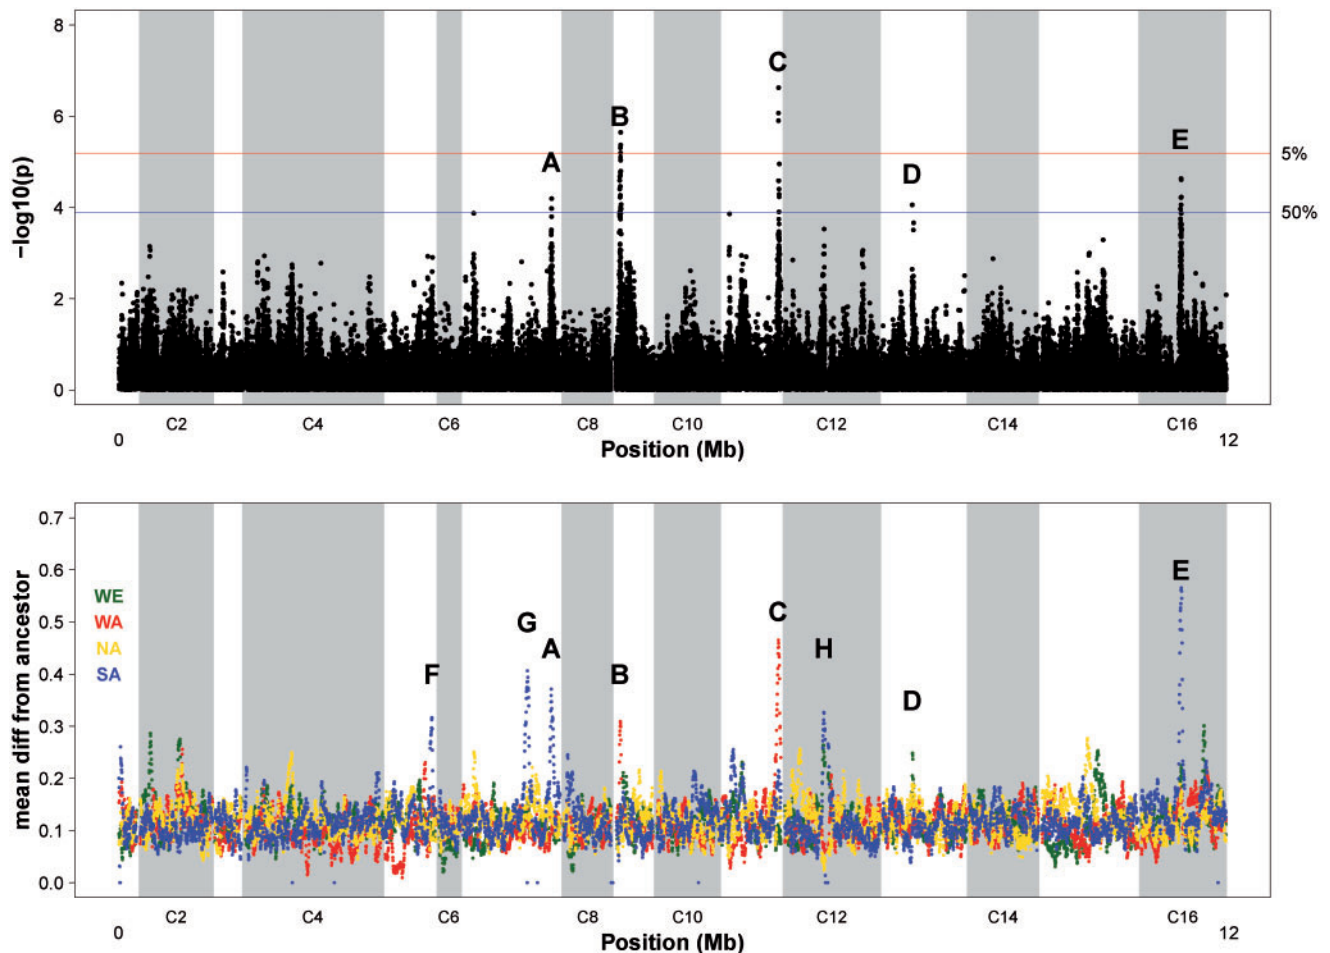 8
6
4
2
0
−log10(p)
A
B
C
D
E
5%
50%
C2
C4
C6
C8
C10
C12
C14
C16
0
12
Position (Mb)
0.7
0.6
0.5
0.4
0.3
0.2
0.1
0.0
mean diff from ancestor
WE
WA
NA
SA
F
G
A
B
C
H
D
E
C2
C4
C6
C8
C10
C12
C14
C16
0
12
Position (Mb)